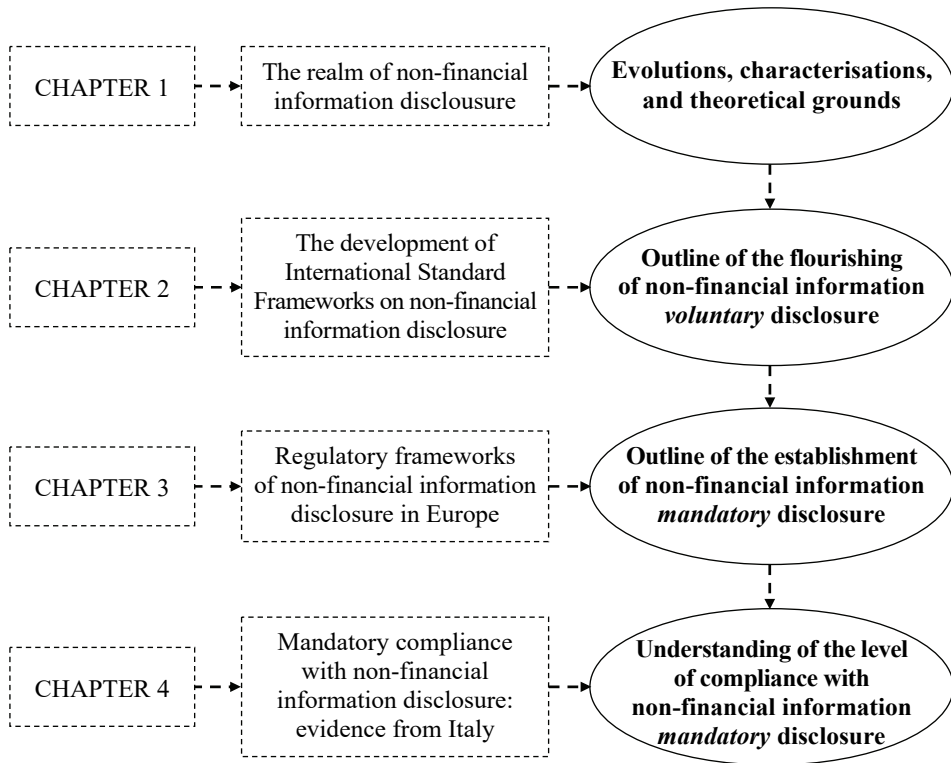 CHAPTER 1
The realm of non-financial
information disclousure
Evolutions, characterisations,
and theoretical grounds
CHAPTER 2
The development of
International Standard
Frameworks on non-financial
information disclosure
Outline of the flourishing
of non-financial information
voluntary disclosure
CHAPTER 3
Regulatory frameworks
of non-financial information
disclosure in Europe
Outline of the establishment
of non-financial information
mandatory disclosure
CHAPTER 4
Mandatory compliance
with non-financial
information disclosure:
evidence from Italy
Understanding of the level
of compliance with
non-financial information
mandatory disclosure